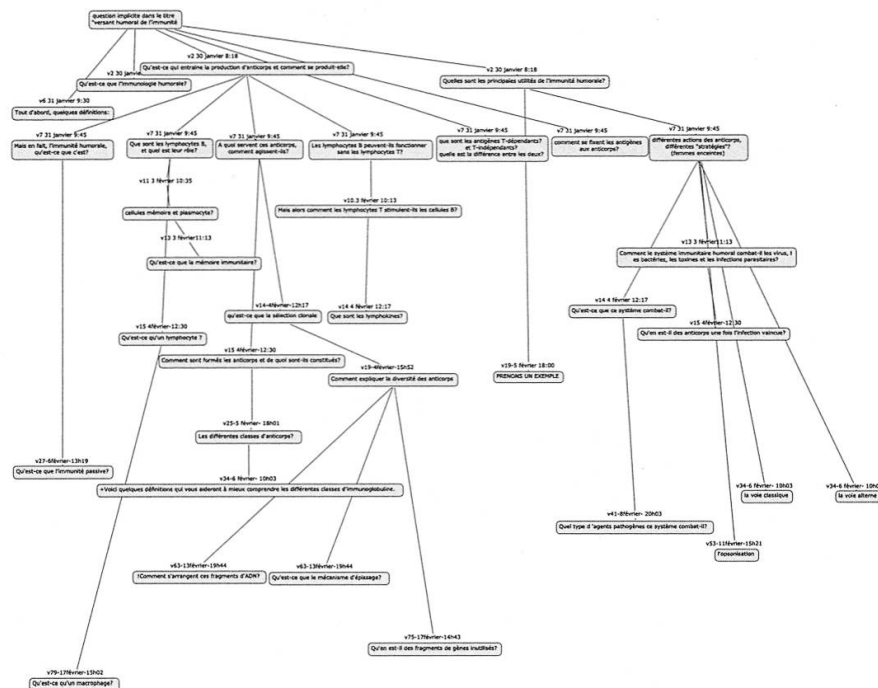 question implicite dans le titre
"versant humoral de l'immunité
v2 30 janvier 8:18
Qu'est-ce qui entraine la production d'anticorps et comment se produit-elle?
v2 30 janvier 8:18
Quelles sont les principales utilités de l'immunité humorale?
v2 30 janvie
Qu'est-ce que l'immunologie humorale?
v6 31 janvier 9:30
Tout d'abord, quelques définitions:
v7 31 janvier 9:45
Mais en fait, l'immunité humorale,
qu'est-ce que c'est?
v7 31 janvier 9:45
Que sont les lymphocytes B,
et quel est leur rôle?
v7 31 janvier 9:45
A quoi servent ces anticorps,
comment agissent-ils?
v7 31 janvier 9:45
Les lymphocytes B peuvent-ils fonctionner
sans les lymphocytes T?
v7 31 janvier 9:45
que sont les antigènes T-dépendants?
et T-indépendants?
quelle est la différence entre les deux?
v7 31 janvier 9:45
comment se fixent les antigènes
aux anticorps?
v7 31 janvier 9:45
différentes actions des anticorps,
différentes "stratégies"?
(femmes enceintes)
v11 3 février 10:35
cellules mémoire et plasmocyte?
v10.3 février 10:13
Mais alors comment les lymphocytes T stimulent-ils les cellules B?
v13 3 février11:13
Qu'est-ce que la mémoire immunitaire?
v13 3 février11:13
Comment le système immunitaire humoral combat-il les virus, l
es bactéries, les toxines et les infections parasitaires?
v14-4février-12h17
qu'est-ce que la sélection clonale
v14 4 février 12:17
Que sont les lymphokines?
v14 4 février 12:17
Qu'est-ce que ce système combat-il?
v15 4février-12:30
Qu'est-ce qu'un lymphocyte ?
v15 4février-12:30
Comment sont formés les anticorps et de quoi sont-ils constitués?
v15 4février-12:30
Qu'en est-il des anticorps une fois l'infection vaincue?
v19-4février-15h52
Comment expliquer la diversité des anticorps
v19-5 février 18:00
PRENONS UN EXEMPLE
v25-5 février- 18h01
Les différentes classes d'anticorps?
v27-6février-13h19
Qu'est-ce que l'immunité passive?
v34-6 février- 10h03
+Voici quelques définitions qui vous aideront à mieux comprendre les différentes classes d'immunoglobuline.
v34-6 février- 10h03
la voie classique
v34-6 février- 10h0
la voie alterne
v41-8février- 20h03
Quel type d 'agents pathogènes ce système combat-il?
v53-11février-15h21
l'opsonisation
v63-13février-19h44
!Comment s'arrangent ces fragments d'ADN?
v63-13février-19h44
Qu'est-ce que le mécanisme d'épissage?
v75-17février-14h43
Qu'en est-il des fragments de gènes inutilisés?
v79-17février-15h02
Qu'est-ce qu'un macrophage?